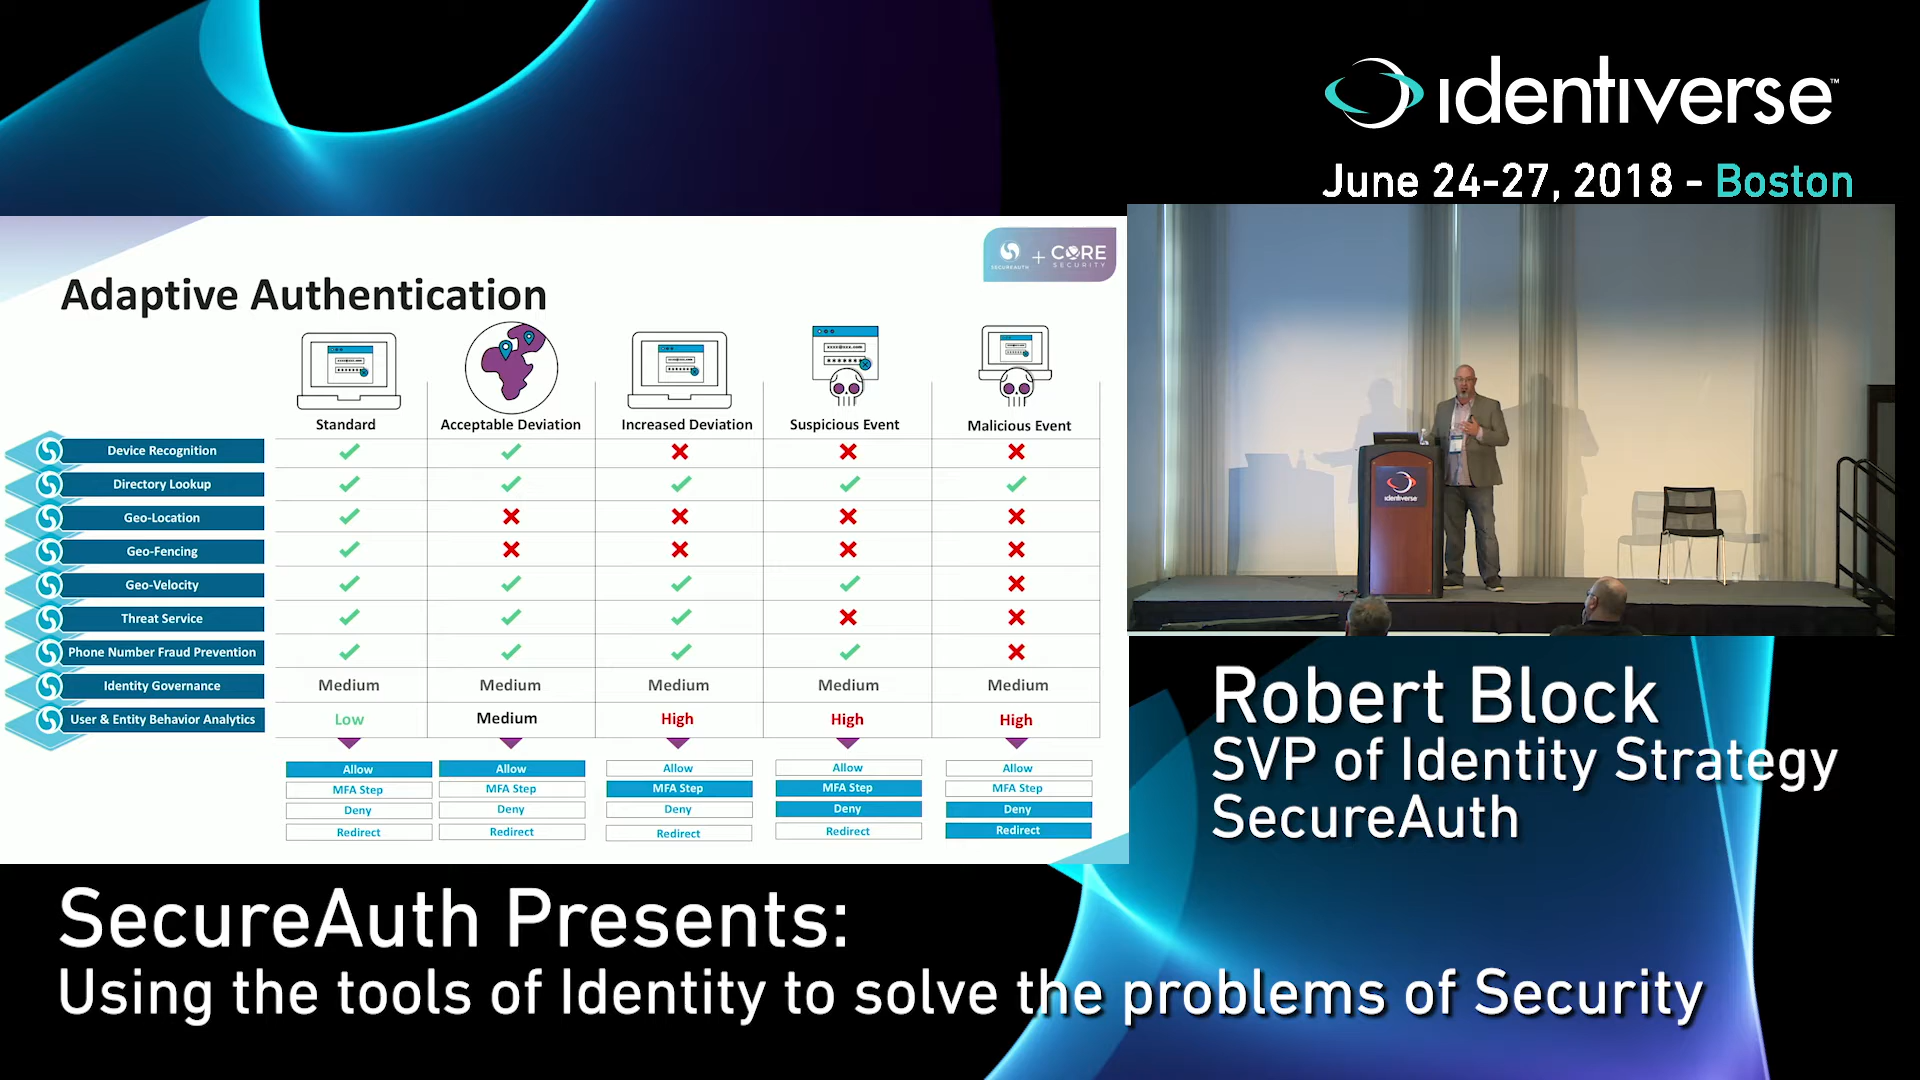 identiverse™
June 24-27, 2018 - Boston
SECUREAUTH + CORE SECURITY
Adaptive Authentication
Standard Acceptable Deviation Increased Deviation Suspicious Event Malicious Event
Device Recognition
Directory Lookup
Geo-Location
Geo-Fencing
Geo-Velocity
Threat Service
Phone Number Fraud Prevention
Identity Governance Medium Medium Medium Medium Medium
User & Entity Behavior Analytics Low Medium High High High
Allow Allow Allow Allow Allow
MFA Step MFA Step MFA Step MFA Step MFA Step
Deny Deny Deny Deny Deny
Redirect Redirect Redirect Redirect Redirect
identiverse
Robert Block
SVP of Identity Strategy
SecureAuth
SecureAuth Presents:
Using the tools of Identity to solve the problems of Security